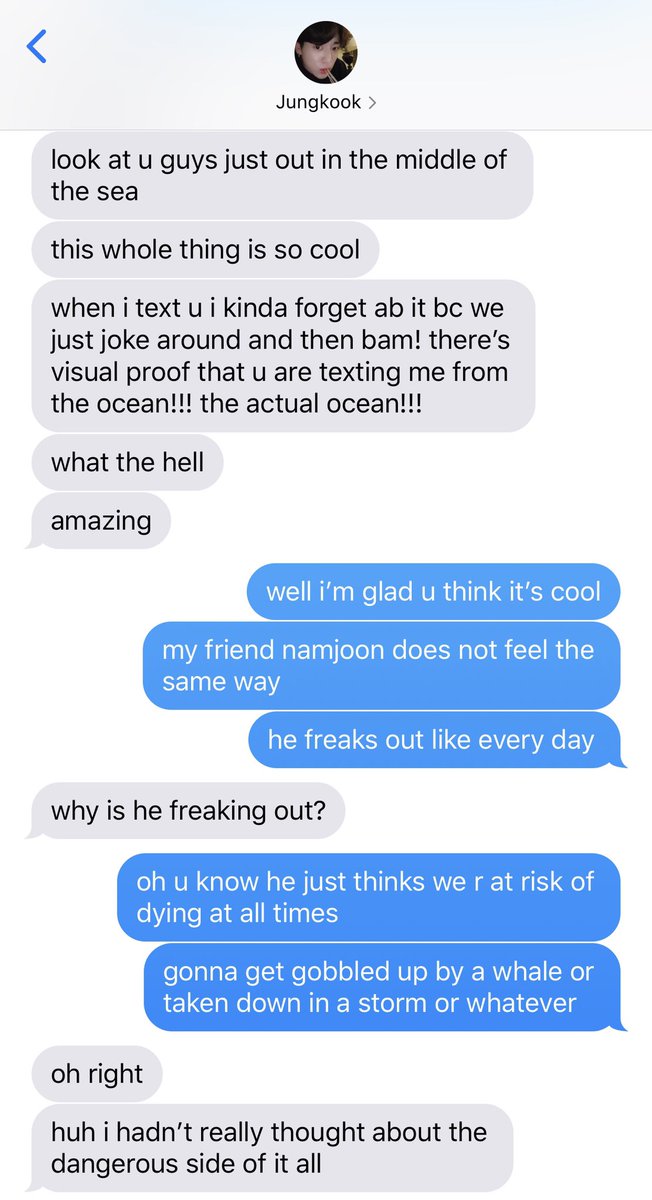 Jungkook
look at u guys just out in the middle of
the sea
this whole thing is so cool
when i text u i kinda forget ab it bc we
just joke around and then bam! there’s
visual proof that u are texting me from
the ocean!!! the actual ocean!!!
what the hell
amazing
well i’m glad u think it’s cool
my friend namjoon does not feel the
same way
he freaks out like every day
why is he freaking out?
oh u know he just thinks we r at risk of
dying at all times
gonna get gobbled up by a whale or
taken down in a storm or whatever
oh right
huh i hadn’t really thought about the
dangerous side of it all